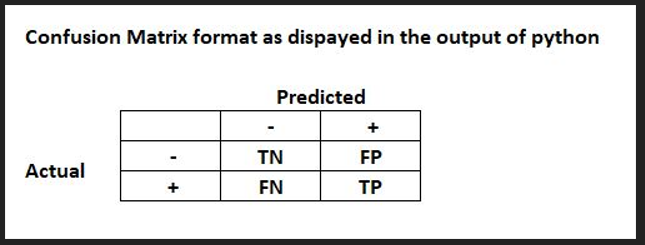 Confusion Matrix format as dispayed in the output of python
Predicted
- +
Actual
- TN FP
+ FN TP